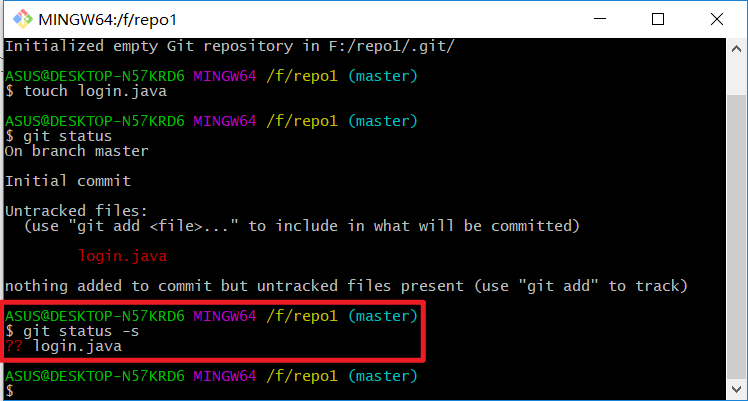 MINGW64:/f/repo1
Initialized empty Git repository in F:/repo1/.git/
ASUS@DESKTOP-N57KRD6 MINGW64 /f/repo1 (master)
$ touch login.java
ASUS@DESKTOP-N57KRD6 MINGW64 /f/repo1 (master)
$ git status
On branch master
Initial commit
Untracked files:
  (use "git add <file>..." to include in what will be committed)
        login.java
nothing added to commit but untracked files present (use "git add" to track)
ASUS@DESKTOP-N57KRD6 MINGW64 /f/repo1 (master)
$ git status -s
?? login.java
ASUS@DESKTOP-N57KRD6 MINGW64 /f/repo1 (master)
$